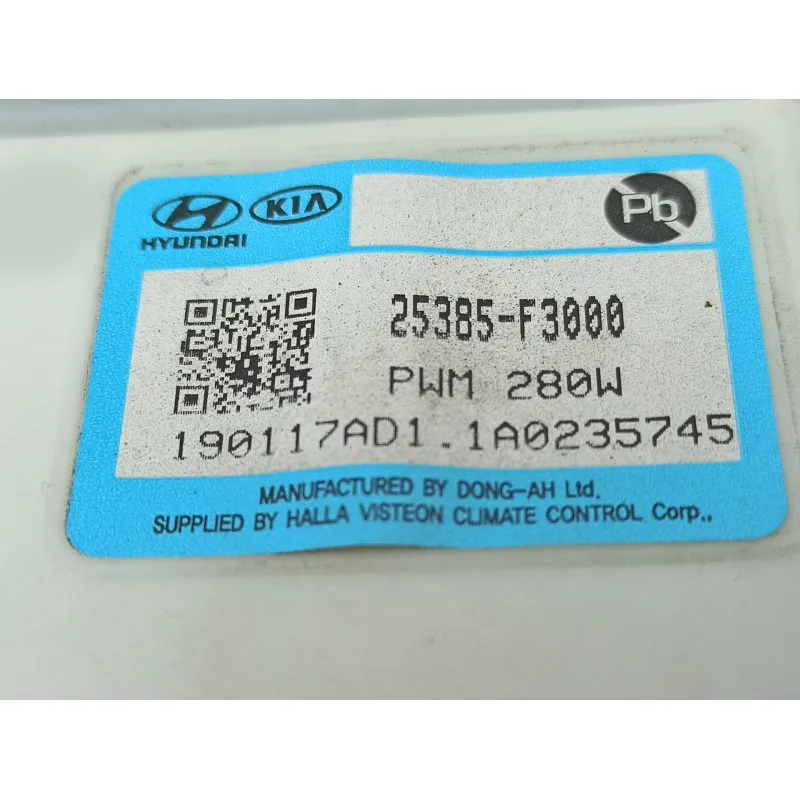 HYUNDAI KIA Pb
25385-F3000
PWM 280W
190117AD1.1A0235745
MANUFACTURED BY DONG-AH Ltd.
SUPPLIED BY HALLA VISTEON CLIMATE CONTROL Corp..